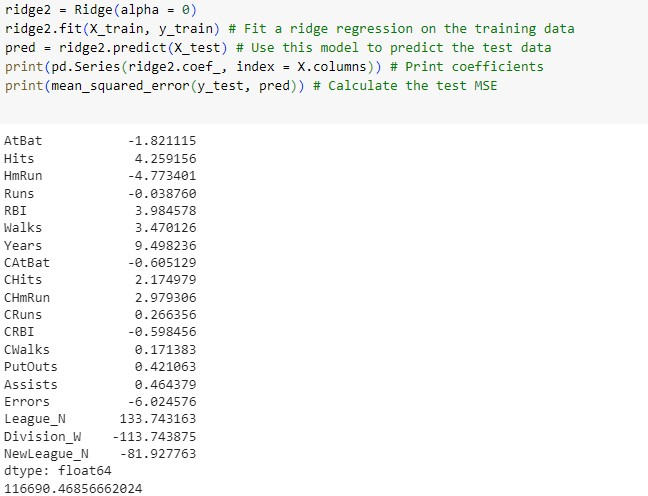 ridge2 = Ridge(alpha = 0)
ridge2.fit(X_train, y_train) # Fit a ridge regression on the training data
pred = ridge2.predict(X_test) # Use this model to predict the test data
print(pd.Series(ridge2.coef_, index = X.columns)) # Print coefficients
print(mean_squared_error(y_test, pred)) # Calculate the test MSE
AtBat -1.821115
Hits 4.259156
HmRun -4.773401
Runs -0.038760
RBI 3.984578
Walks 3.470126
Years 9.498236
CAtBat -0.605129
CHits 2.174979
CHmRun 2.979306
CRuns 0.266356
CRBI -0.598456
CWalks 0.171383
PutOuts 0.421063
Assists 0.464379
Errors -6.024576
League_N 133.743163
Division_W -113.743875
NewLeague_N -81.927763
dtype: float64
116690.46856662024